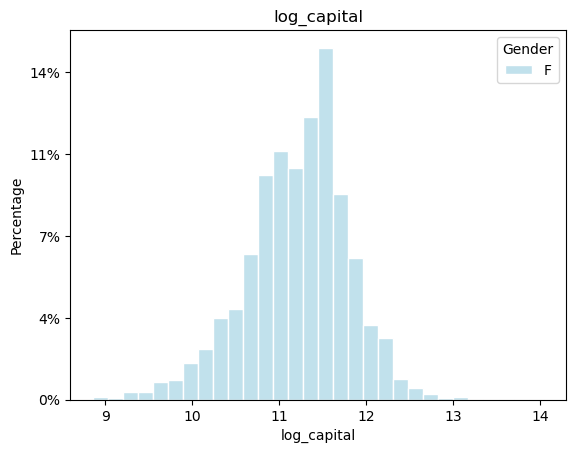 log_capital
Gender
F
14%
11%
7%
4%
0%
Percentage
9 10 11 12 13 14
log_capital